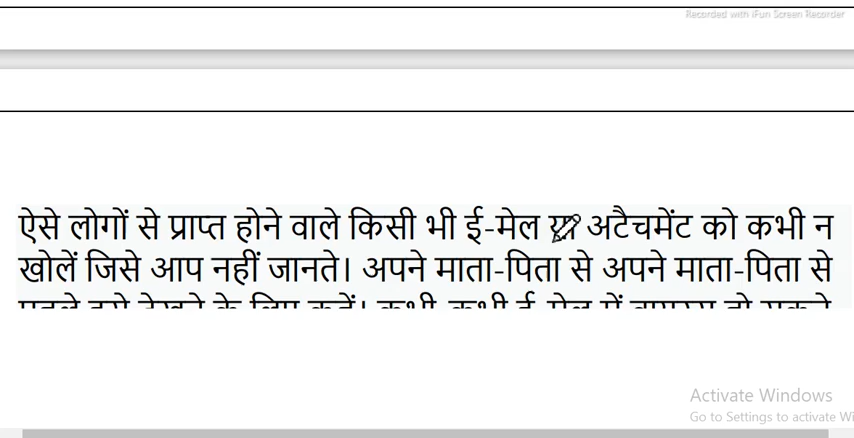 Recorded with iFun Screen Recorder
ऐसे लोगों से प्राप्त होने वाले किसी भी ई-मेल या अटैचमेंट को कभी न
खोलें जिसे आप नहीं जानते। अपने माता-पिता से अपने माता-पिता से
Activate Windows
Go to Settings to activate Wi